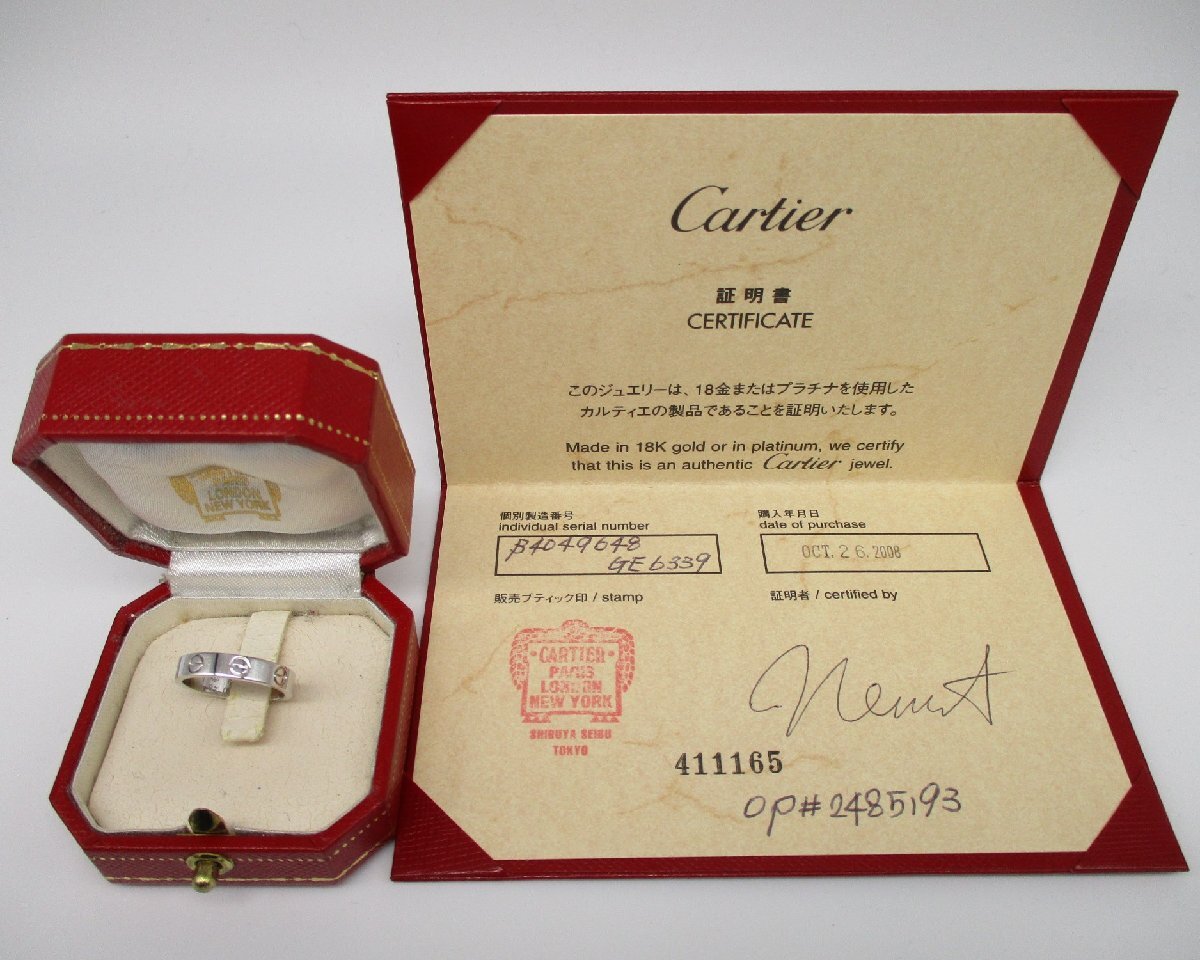 LONDON
NEW YORK
Cartier
証明書
CERTIFICATE
このジュエリーは、18金またはプラチナを使用した
カルティエの製品であることを証明いたします。
Made in 18K gold or in platinum, we certify
that this is an authentic Cartier jewel.
個別製造番号
individual serial number
B4049648
GE6339
購入年月日
date of purchase
OCT. 26. 2008
販売ブティック印 / stamp
証明者 / certified by
CARTIER
PARIS
LONDON
NEW YORK
SHIBUYA SEIBU
TOKYO
411165
OP#2485193